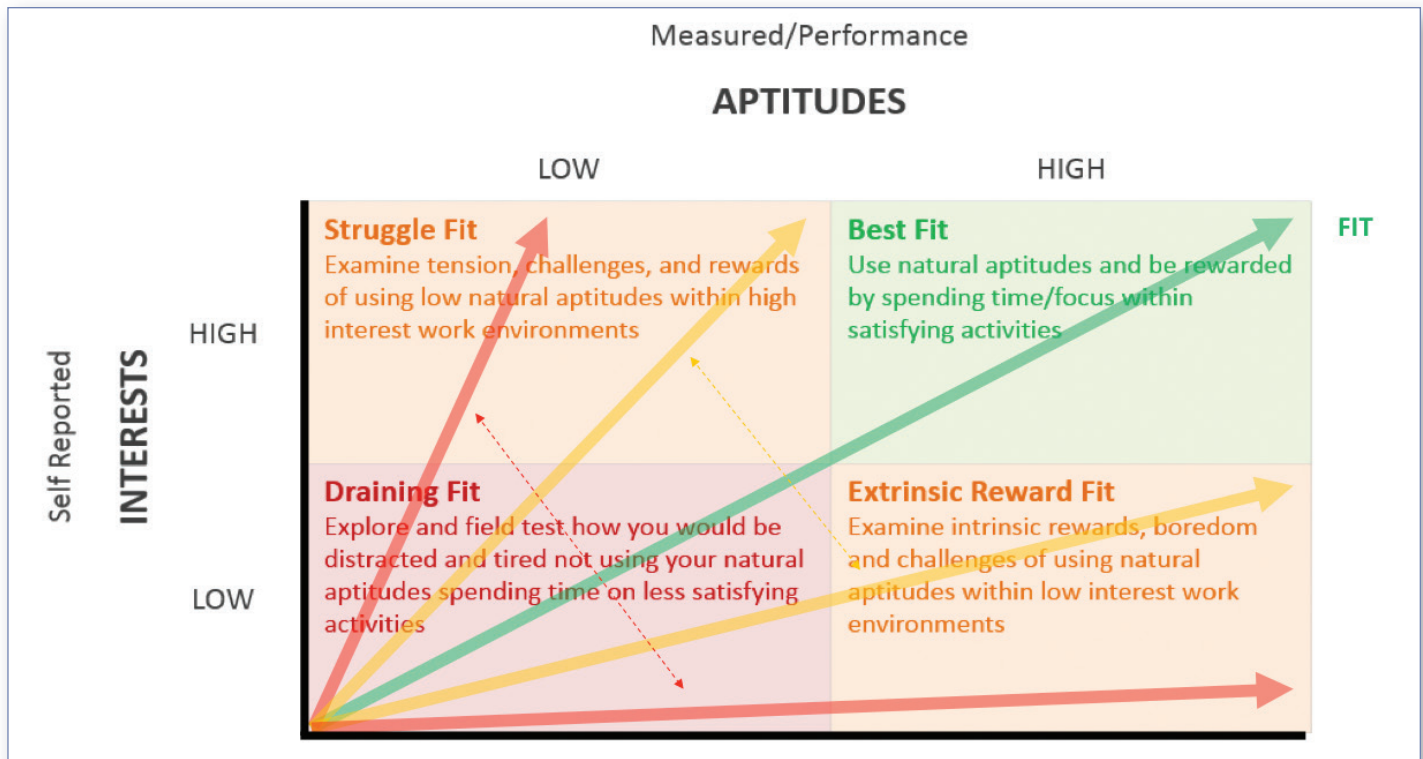 Measured/Performance
APTITUDES
LOW
HIGH
Struggle Fit
Examine tension, challenges, and rewards
of using low natural aptitudes within high
interest work environments
Best Fit
Use natural aptitudes and be rewarded
by spending time/focus within
satisfying activities
FIT
Self Reported
INTERESTS
HIGH
LOW
Draining Fit
Explore and field test how you would be
distracted and tired not using your natural
aptitudes spending time on less satisfying
activities
Extrinsic Reward Fit
Examine intrinsic rewards, boredom
and challenges of using natural
aptitudes within low interest work
environments